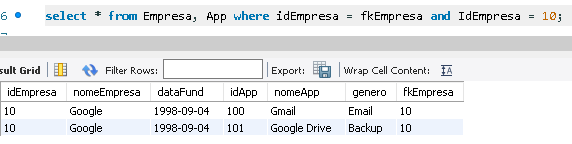 6 select * from Empresa, App where idEmpresa = fkEmpresa and IdEmpresa = 10;
sult Grid Filter Rows: Export: Wrap Cell Content:
idEmpresa nomeEmpresa dataFund idApp nomeApp genero fkEmpresa
10 Google 1998-09-04 100 Gmail Email 10
10 Google 1998-09-04 101 Google Drive Backup 10